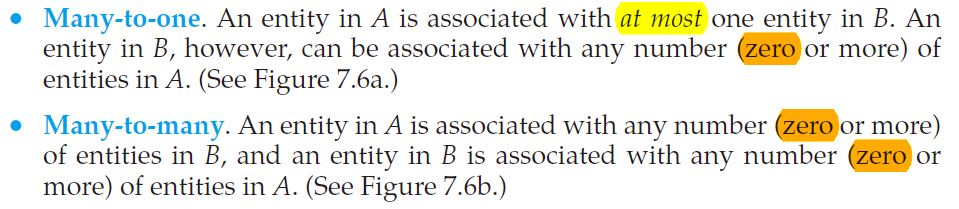 • Many-to-one. An entity in A is associated with at most one entity in B. An
entity in B, however, can be associated with any number (zero or more) of
entities in A. (See Figure 7.6a.)
• Many-to-many. An entity in A is associated with any number (zero or more)
of entities in B, and an entity in B is associated with any number (zero or
more) of entities in A. (See Figure 7.6b.)